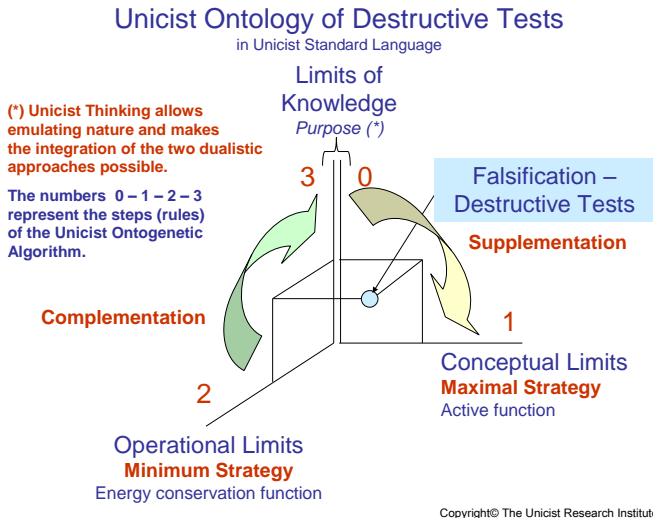 Unicist Ontology of Destructive Tests
in Unicist Standard Language
Limits of
Knowledge
Purpose (*)
(*) Unicist Thinking allows
emulating nature and makes
the integration of the two dualistic
approaches possible.
The numbers 0 – 1 – 2 – 3
represent the steps (rules)
of the Unicist Ontogenetic
Algorithm.
3
0
Falsification –
Destructive Tests
Supplementation
Complementation
1
Conceptual Limits
Maximal Strategy
Active function
2
Operational Limits
Minimum Strategy
Energy conservation function
Copyright© The Unicist Research Institute